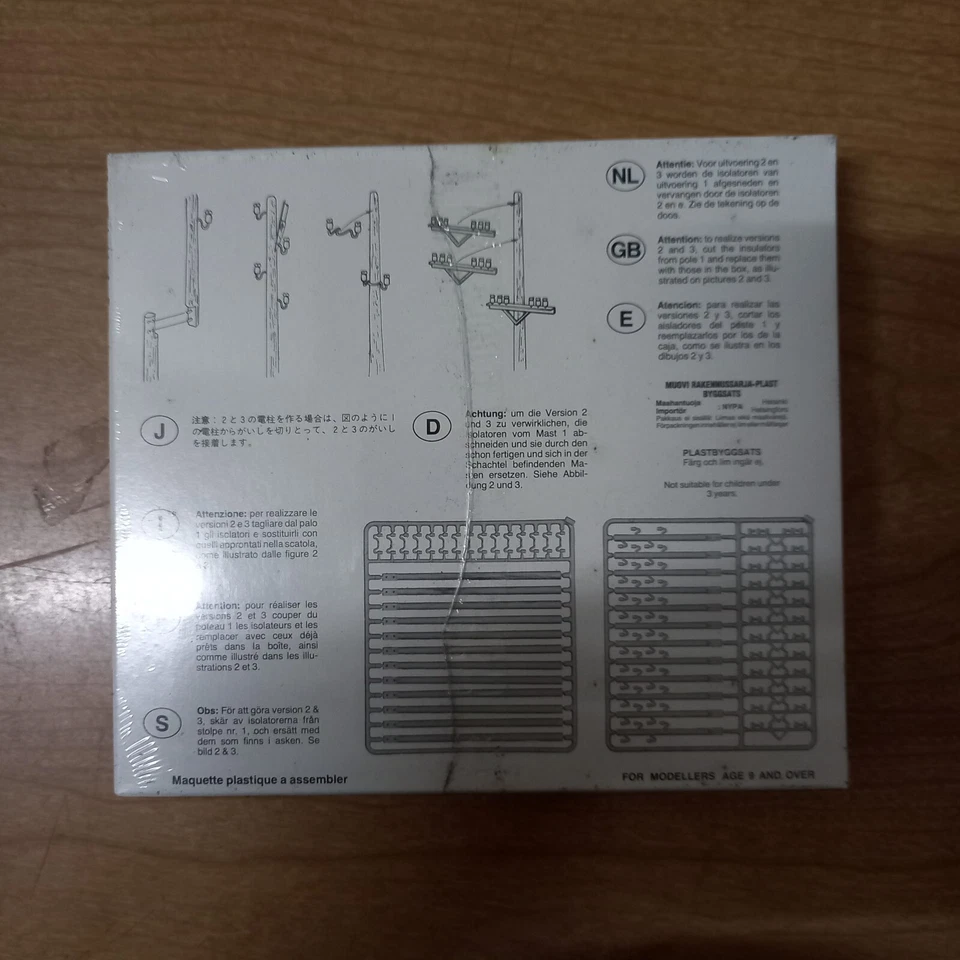 NL
Attentie: Voor uitvoering 2 en
3 worden de isolatoren van
uitvoering 1 afgesneden en
vervangen door de isolatoren
2 en e. Zie de tekening op de
doos.
GB
Attention: to realize versions
2 and 3, cut the insulators
from pole 1 and replace them
with those in the box, as illu-
strated on pictures 2 and 3.
E
Atencion: para realizar las
versiones 2 y 3, cortar los
aisladores del peste 1 y
reemplazarlos por los de la
caja, como se ilustra en los
dibujos 2 y 3.
MUOVI RAKENNUSSARJA-PLAST
BYGGSATS
Maahantuoja
Importör
: NYPA
Helsinki
Helsingfors
PLASTBYGGSATS
Färg och lim ingår ej.
Not suitable for children under
3 years.
J
注意：2と3の電柱を作る場合は、図のように1
の電柱からがいしを切りとって、2と3のがいし
を接着します。
D
Achtung: um die Version 2
und 3 zu verwirklichen, die
Isolatoren vom Mast 1 ab-
schneiden und sie durch den
schon fertigen und sich in der
Schachtel befindenden Ma-
sten ersetzen. Siehe Abbil-
dung 2 und 3.
Attenzione: per realizzare le
versioni 2 e 3 tagliare dal palo
1 gli isolatori e sostituirli con
quelli approntati nella scatola,
come illustrato dalle figure 2
Attention: pour réaliser les
versions 2 et 3 couper du
poteau 1 les isolateurs et les
remplacer avec ceux déjà
prêts dans la boîte, ainsi
comme illustré dans les illu-
strations 2 et 3.
S
Obs: För att göra version 2 &
3, skär av isolatorerna från
stolpe nr. 1, och ersätt med
dem som finns i asken. Se
bild 2 & 3.
Maquette plastique a assembler
FOR MODELLERS AGE 9 AND OVER